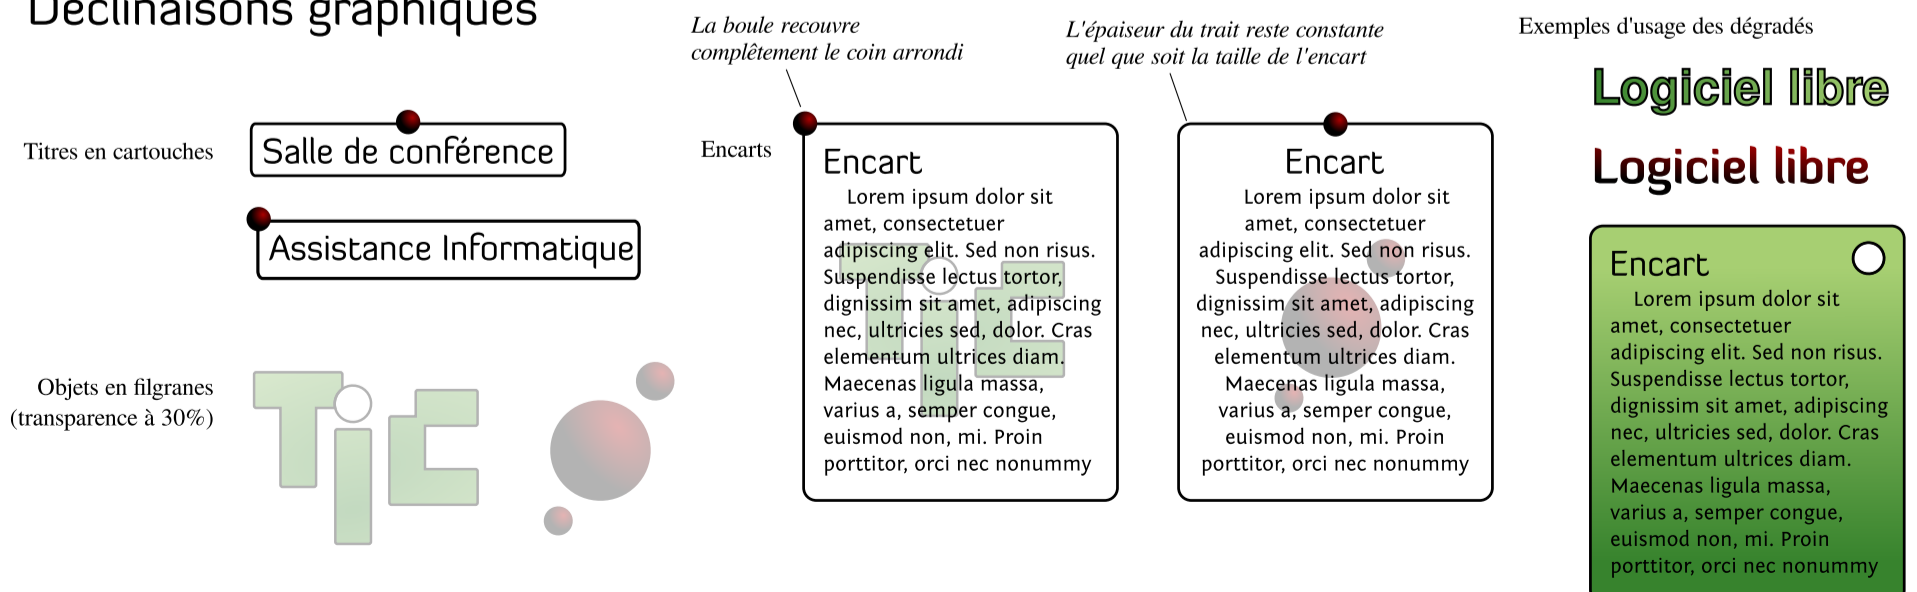 Déclinaisons graphiques
La boule recouvre
complêtement le coin arrondi
L'épaiseur du trait reste constante
quel que soit la taille de l'encart
Exemples d'usage des dégradés
Titres en cartouches
Salle de conférence
Assistance Informatique
Objets en filgranes
(transparence à 30%)
TiC
Encarts
Encart
Lorem ipsum dolor sit
amet, consectetuer
adipiscing elit. Sed non risus.
Suspendisse lectus tortor,
dignissim sit amet, adipiscing
nec, ultricies sed, dolor. Cras
elementum ultrices diam.
Maecenas ligula massa,
varius a, semper congue,
euismod non, mi. Proin
porttitor, orci nec nonummy
TiC
Encart
Lorem ipsum dolor sit
amet, consectetuer
adipiscing elit. Sed non risus.
Suspendisse lectus tortor,
dignissim sit amet, adipiscing
nec, ultricies sed, dolor. Cras
elementum ultrices diam.
Maecenas ligula massa,
varius a, semper congue,
euismod non, mi. Proin
porttitor, orci nec nonummy
Logiciel libre
Logiciel libre
Encart
Lorem ipsum dolor sit
amet, consectetuer
adipiscing elit. Sed non risus.
Suspendisse lectus tortor,
dignissim sit amet, adipiscing
nec, ultricies sed, dolor. Cras
elementum ultrices diam.
Maecenas ligula massa,
varius a, semper congue,
euismod non, mi. Proin
porttitor, orci nec nonummy